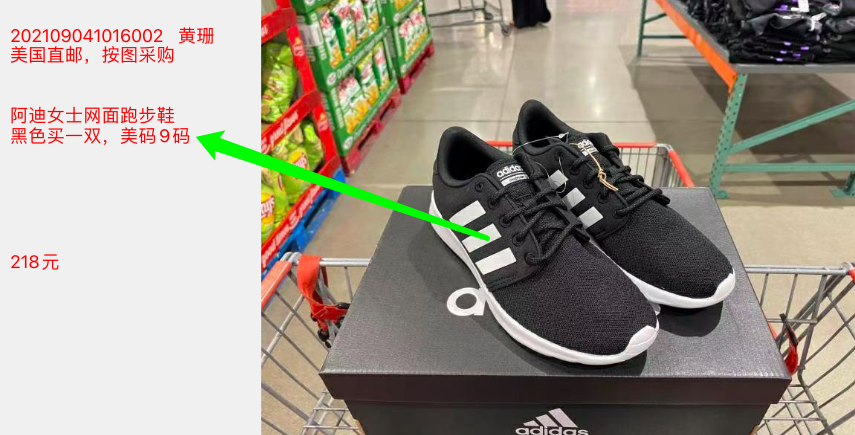 202109041016002 黄珊
美国直邮，按图采购
阿迪女士网面跑步鞋
黑色买一双，美码9码
218元
adidas
adidas